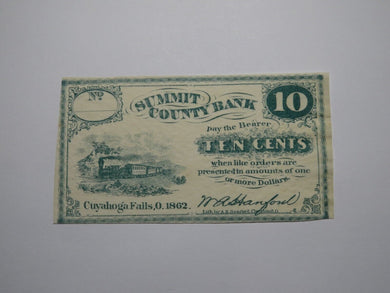 No
SUMMIT
COUNTY BANK
10
Pay the Bearer
TEN CENTS
when like orders are
presented in amounts of one
or more Dollars.
Cuyahoga Falls, O. 1862.